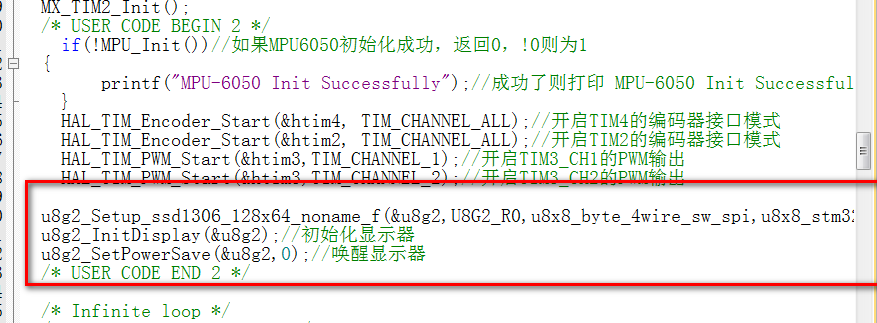 MX_TIM2_Init();
/* USER CODE BEGIN 2 */
if(!MPU_Init())//如果MPU6050初始化成功，返回0，!0则为1
{
printf("MPU-6050 Init Successfully");//成功了则打印 MPU-6050 Init Successful
}
HAL_TIM_Encoder_Start(&htim4, TIM_CHANNEL_ALL);//开启TIM4的编码器接口模式
HAL_TIM_Encoder_Start(&htim2, TIM_CHANNEL_ALL);//开启TIM2的编码器接口模式
HAL_TIM_PWM_Start(&htim3,TIM_CHANNEL_1);//开启TIM3_CH1的PWM输出
HAL_TIM_PWM_Start(&htim3,TIM_CHANNEL_2);//开启TIM3_CH2的PWM输出
u8g2_Setup_ssd1306_128x64_noname_f(&u8g2,U8G2_R0,u8x8_byte_4wire_sw_spi,u8x8_stm32
u8g2_InitDisplay(&u8g2);//初始化显示器
u8g2_SetPowerSave(&u8g2,0);//唤醒显示器
/* USER CODE END 2 */
/* Infinite loop */